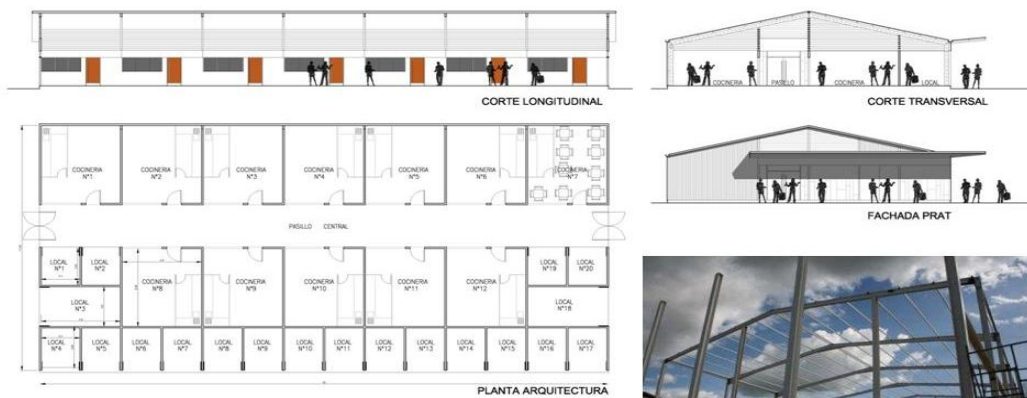 CORTE LONGITUDINAL
COCINERIA
PASILLO
COCINERIA
LOCAL
CORTE TRANSVERSAL
FACHADA PRAT
COCINERIA
N°1
COCINERIA
N°2
COCINERIA
N°3
COCINERIA
N°4
COCINERIA
N°5
COCINERIA
N°6
COCINERIA
N°7
PASILLO CENTRAL
LOCAL
N°1
LOCAL
N°2
LOCAL
N°3
COCINERIA
N°8
COCINERIA
N°9
COCINERIA
N°10
COCINERIA
N°11
COCINERIA
N°12
LOCAL
N°19
LOCAL
N°20
LOCAL
N°18
LOCAL
N°4
LOCAL
N°5
LOCAL
N°6
LOCAL
N°7
LOCAL
N°8
LOCAL
N°9
LOCAL
N°10
LOCAL
N°11
LOCAL
N°12
LOCAL
N°13
LOCAL
N°14
LOCAL
N°15
LOCAL
N°16
LOCAL
N°17
PLANTA ARQUITECTURA